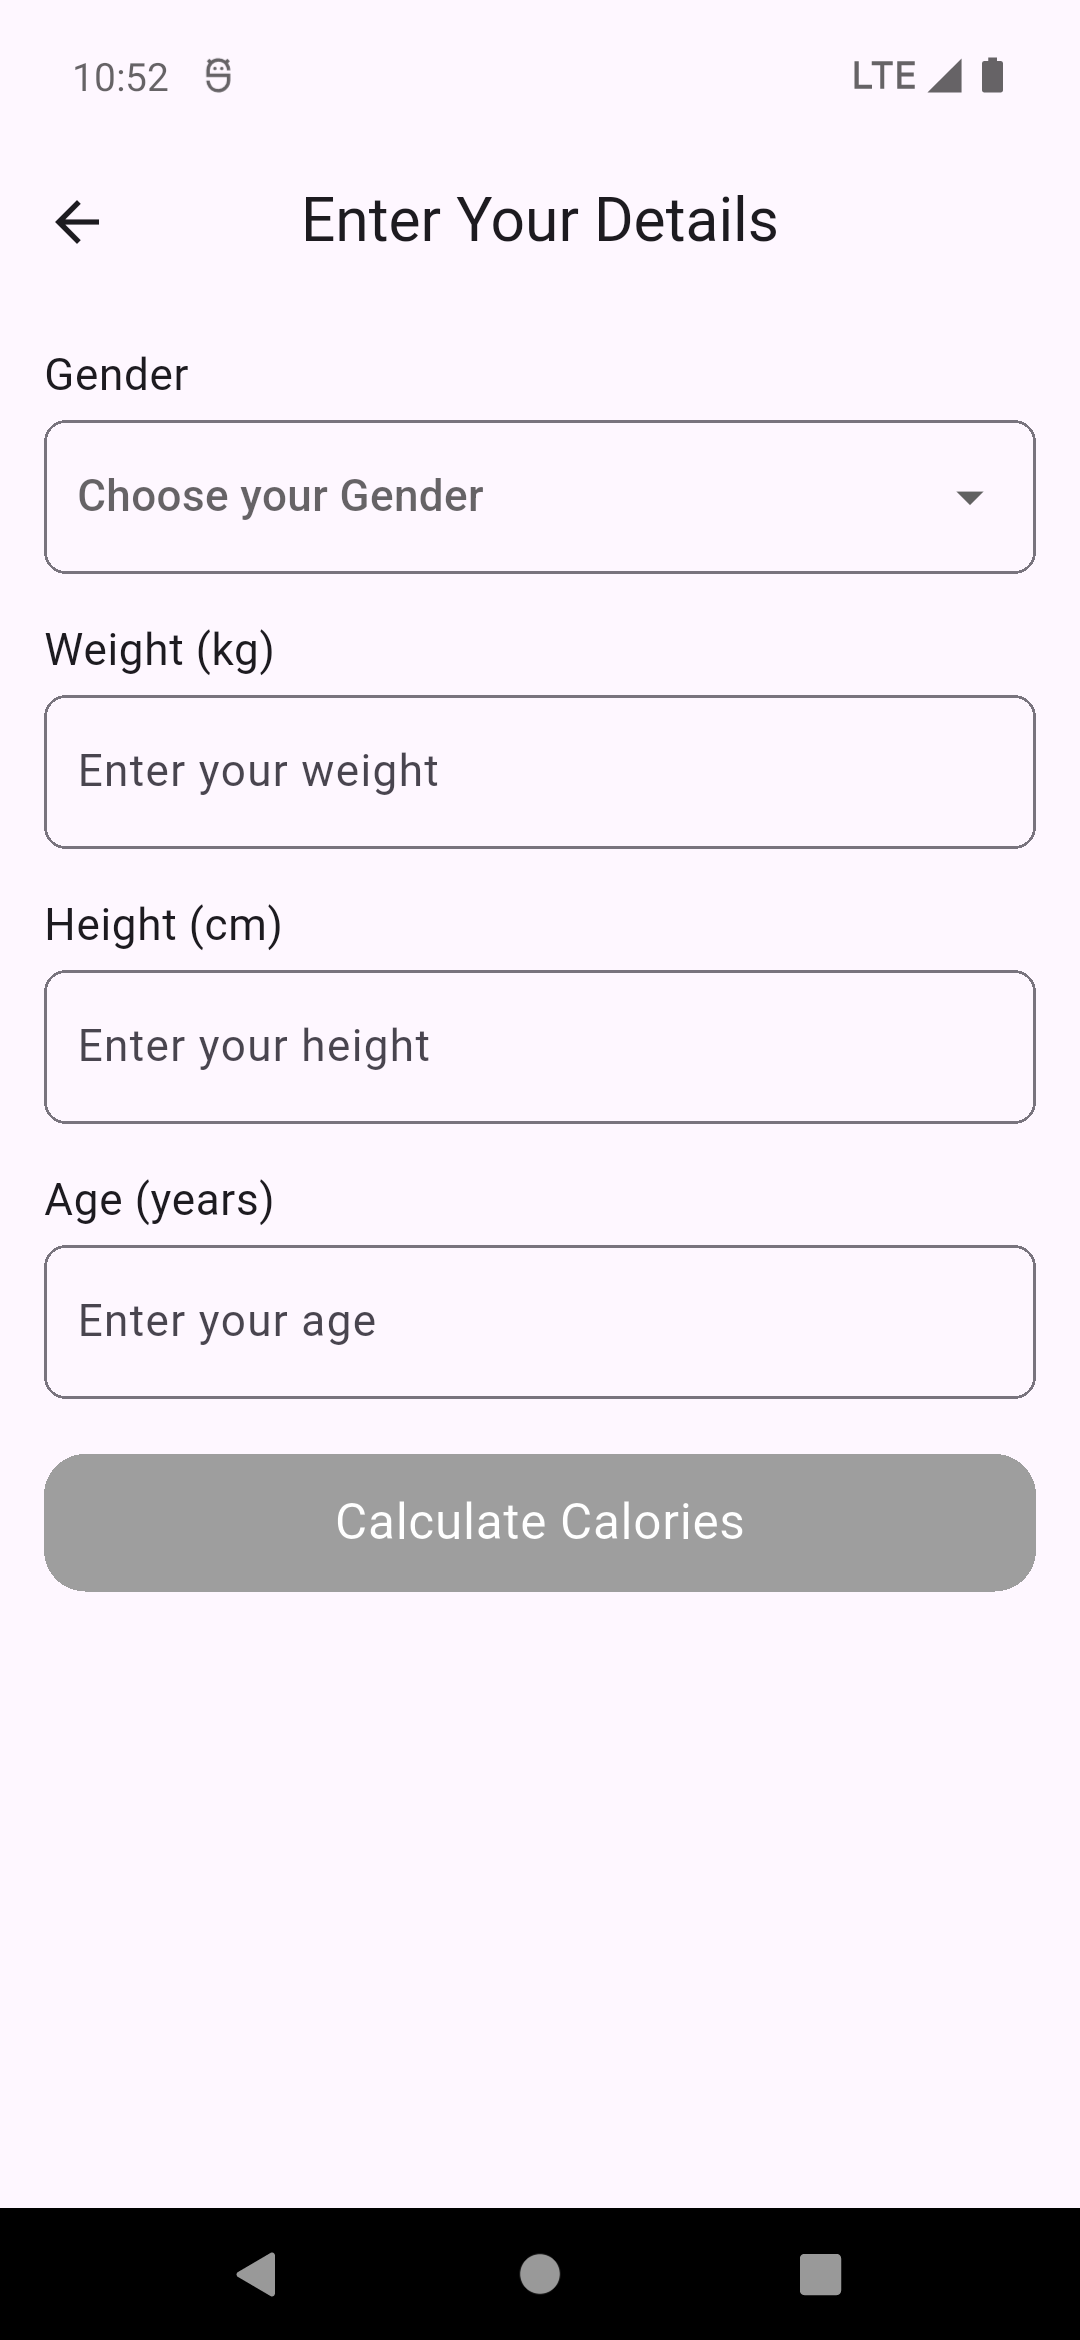 10:52
LTE
Enter Your Details
Gender
Choose your Gender
Weight (kg)
Enter your weight
Height (cm)
Enter your height
Age (years)
Enter your age
Calculate Calories